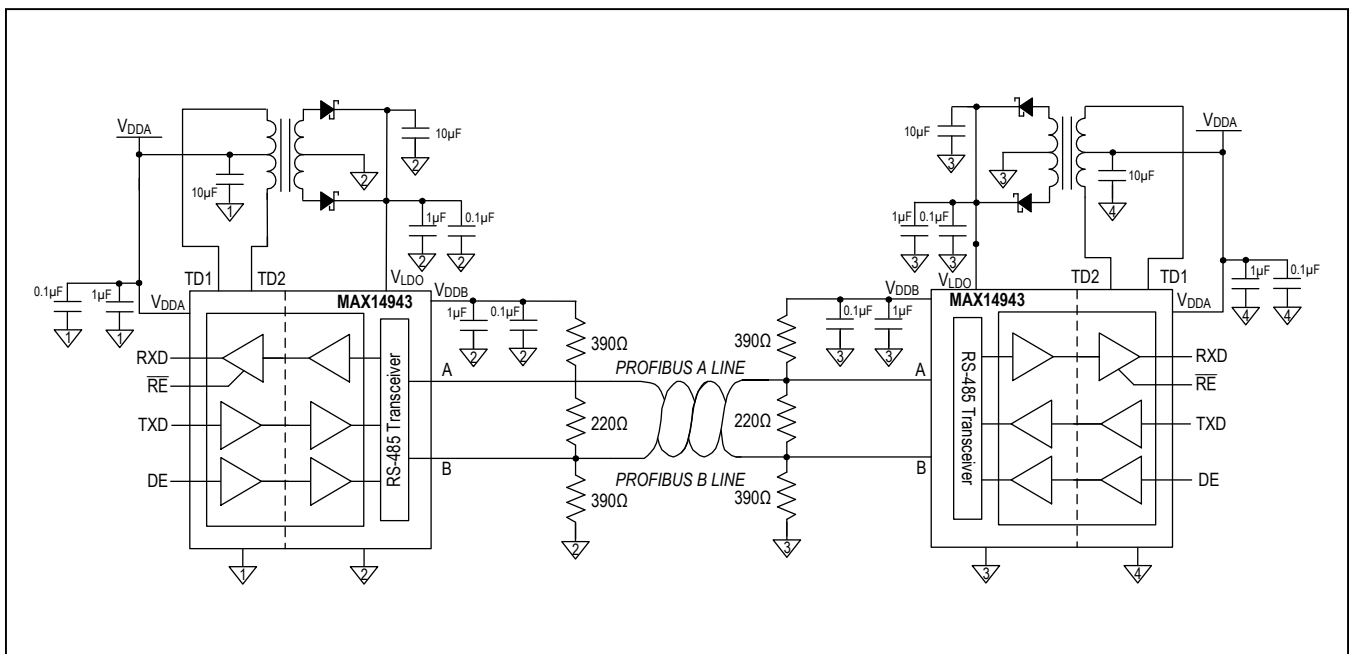 VDDA
10µF
2
10µF
2
1
1µF
0.1µF
2
2
TD1
TD2
VLDO
0.1µF
1µF
VDDA
1
1
MAX14943
VDDB
1µF
0.1µF
2
2
RXD
RE
TXD
DE
RS-485 Transceiver
A
B
390Ω
220Ω
390Ω
2
1
2
PROFIBUS A LINE
PROFIBUS B LINE
10µF
3
3
VDDA
10µF
4
1µF
0.1µF
3
3
VLDO
TD2
TD1
1µF
0.1µF
VDDA
4
4
VDDB
MAX14943
0.1µF
1µF
3
3
390Ω
220Ω
390Ω
3
A
B
RS-485 Transceiver
RXD
RE
TXD
DE
3
4